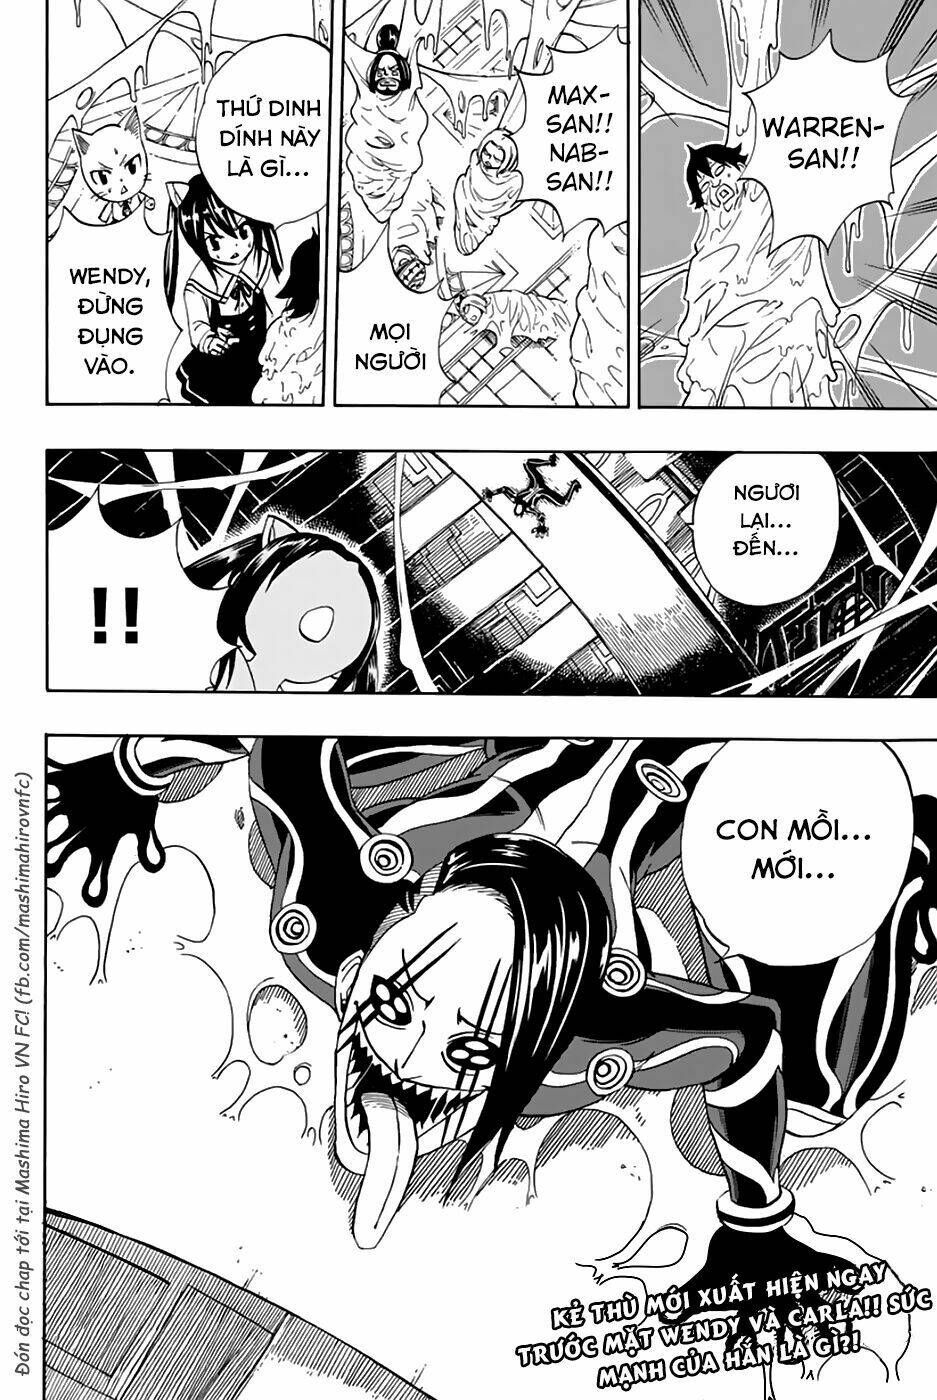 WARREN-
SAN!!
MAX-
SAN!!
NAB-
SAN!!
MỌI
NGƯỜI
THỨ DINH
DÍNH NÀY
LÀ GÌ...
WENDY,
ĐỪNG
ĐỤNG
VÀO.
NGƯƠI
LẠI...
ĐẾN...
!!
CON MỒI...
MỚI...
KẺ THÙ MỚI XUẤT HIỆN NGAY
TRƯỚC MẶT WENDY VÀ CARLA!! SỨC
MẠNH CỦA HẮN LÀ GÌ?!
Đón đọc chap tới tại Mashima Hiro VN FC! (fb.com/mashimahirovnfc)